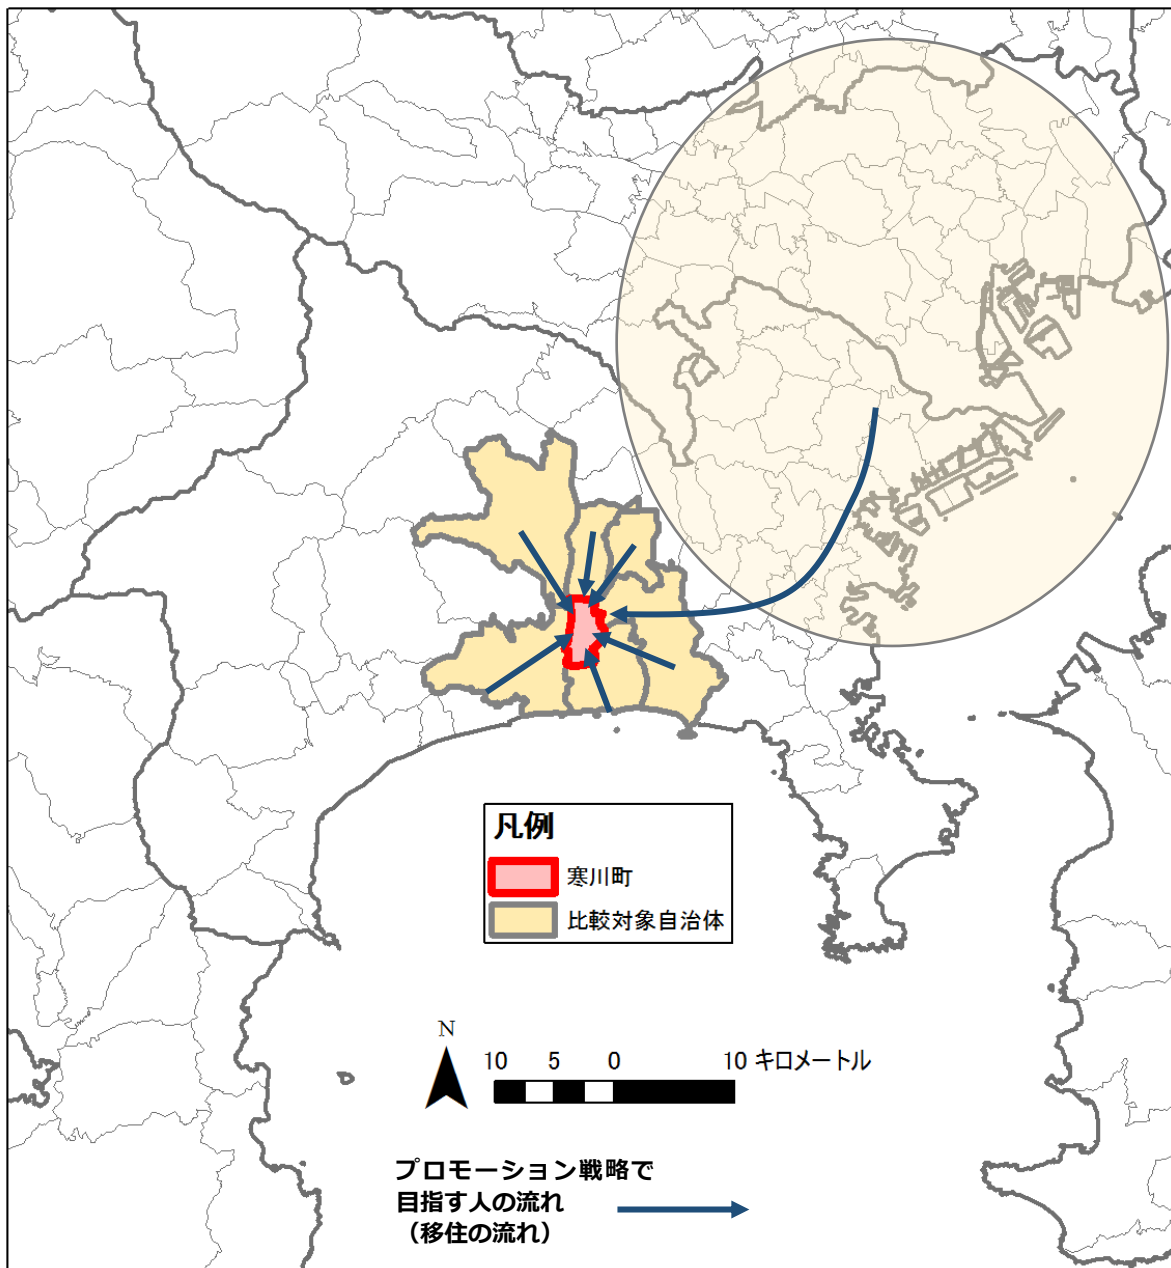 凡例
寒川町
比較対象自治体
N
10 5 0 10 キロメートル
プロモーション戦略で
目指す人の流れ
（移住の流れ）